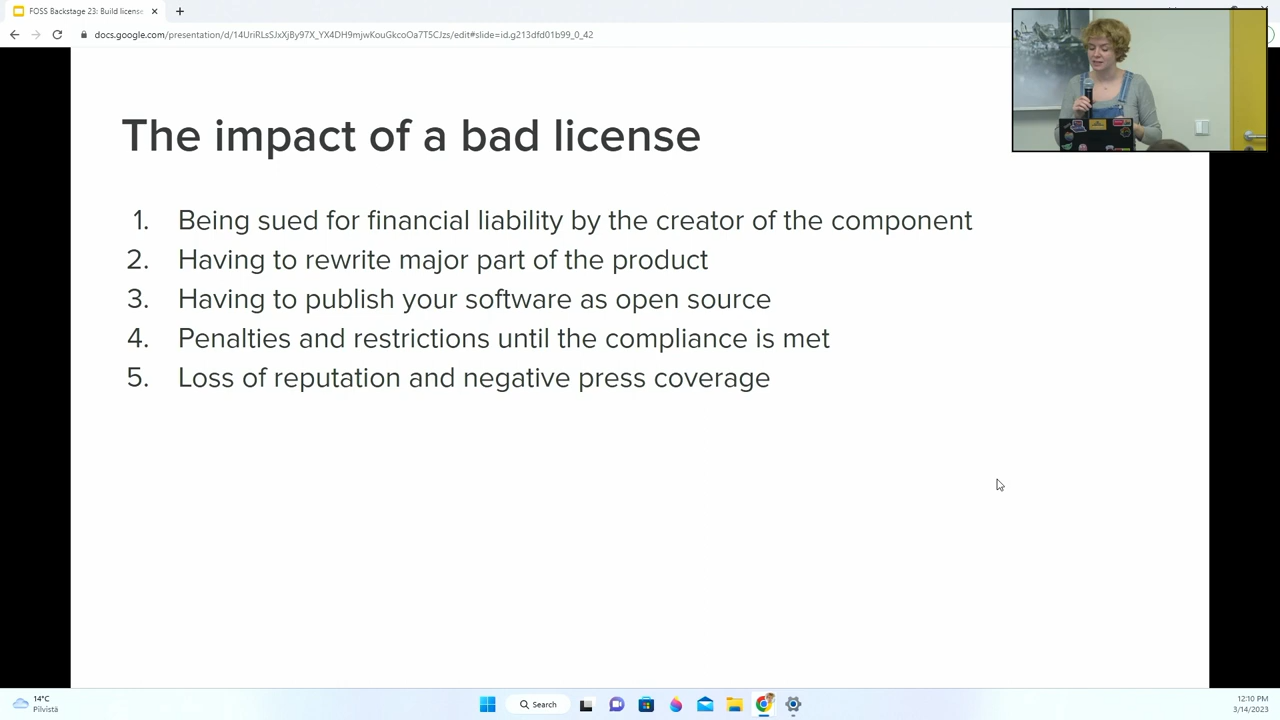 FOSS Backstage 23: Build license
docs.google.com/presentation/d/14UriRLsSJxXjBy97X_YX4DH9mjwKouGkcoOa7T5CJzs/edit#slide=id.g213dfd01b99_0_42
The impact of a bad license
1. Being sued for financial liability by the creator of the component
2. Having to rewrite major part of the product
3. Having to publish your software as open source
4. Penalties and restrictions until the compliance is met
5. Loss of reputation and negative press coverage
14°C
Pilvistä
Search
12:10 PM
3/14/2023